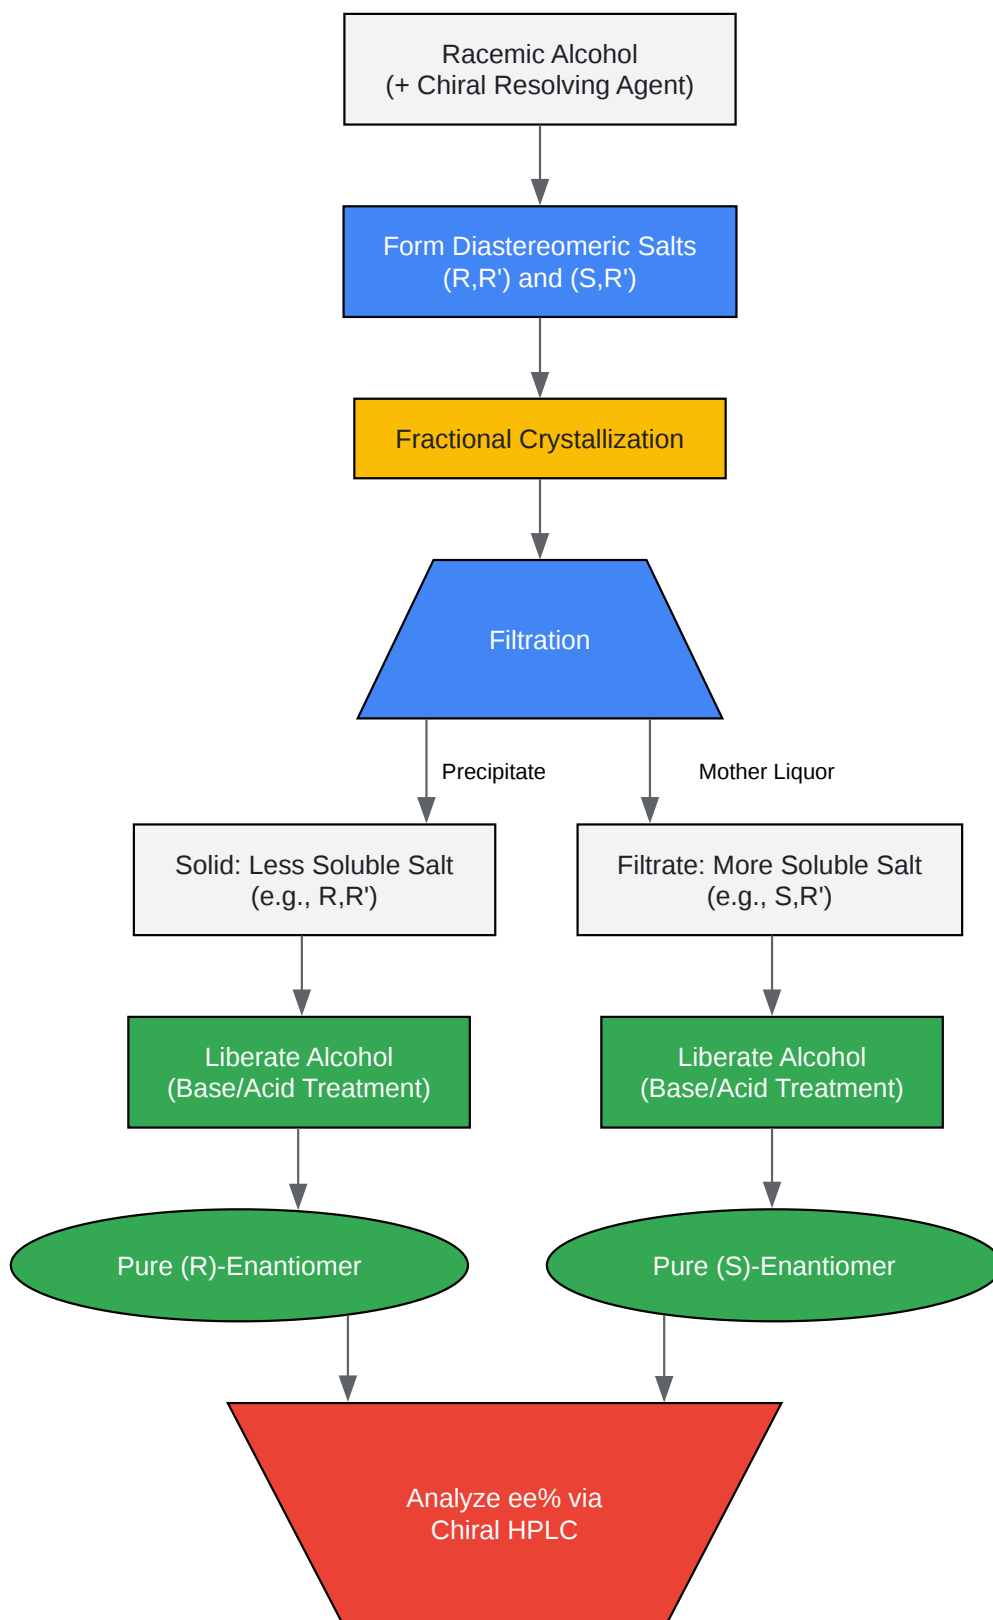 Racemic Alcohol
(+ Chiral Resolving Agent)
Form Diastereomeric Salts
(R,R') and (S,R')
Fractional Crystallization
Filtration
Precipitate
Mother Liquor
Solid: Less Soluble Salt
(e.g., R,R')
Filtrate: More Soluble Salt
(e.g., S,R')
Liberate Alcohol
(Base/Acid Treatment)
Liberate Alcohol
(Base/Acid Treatment)
Pure (R)-Enantiomer
Pure (S)-Enantiomer
Analyze ee% via
Chiral HPLC